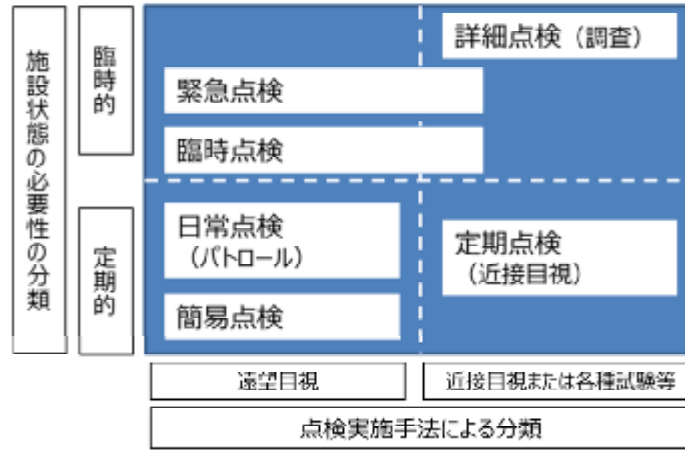 施設状態の必要性の分類
臨時的
詳細点検（調査）
緊急点検
臨時点検
定期的
日常点検
（パトロール）
定期点検
（近接目視）
簡易点検
遠望目視
近接目視または各種試験等
点検実施手法による分類